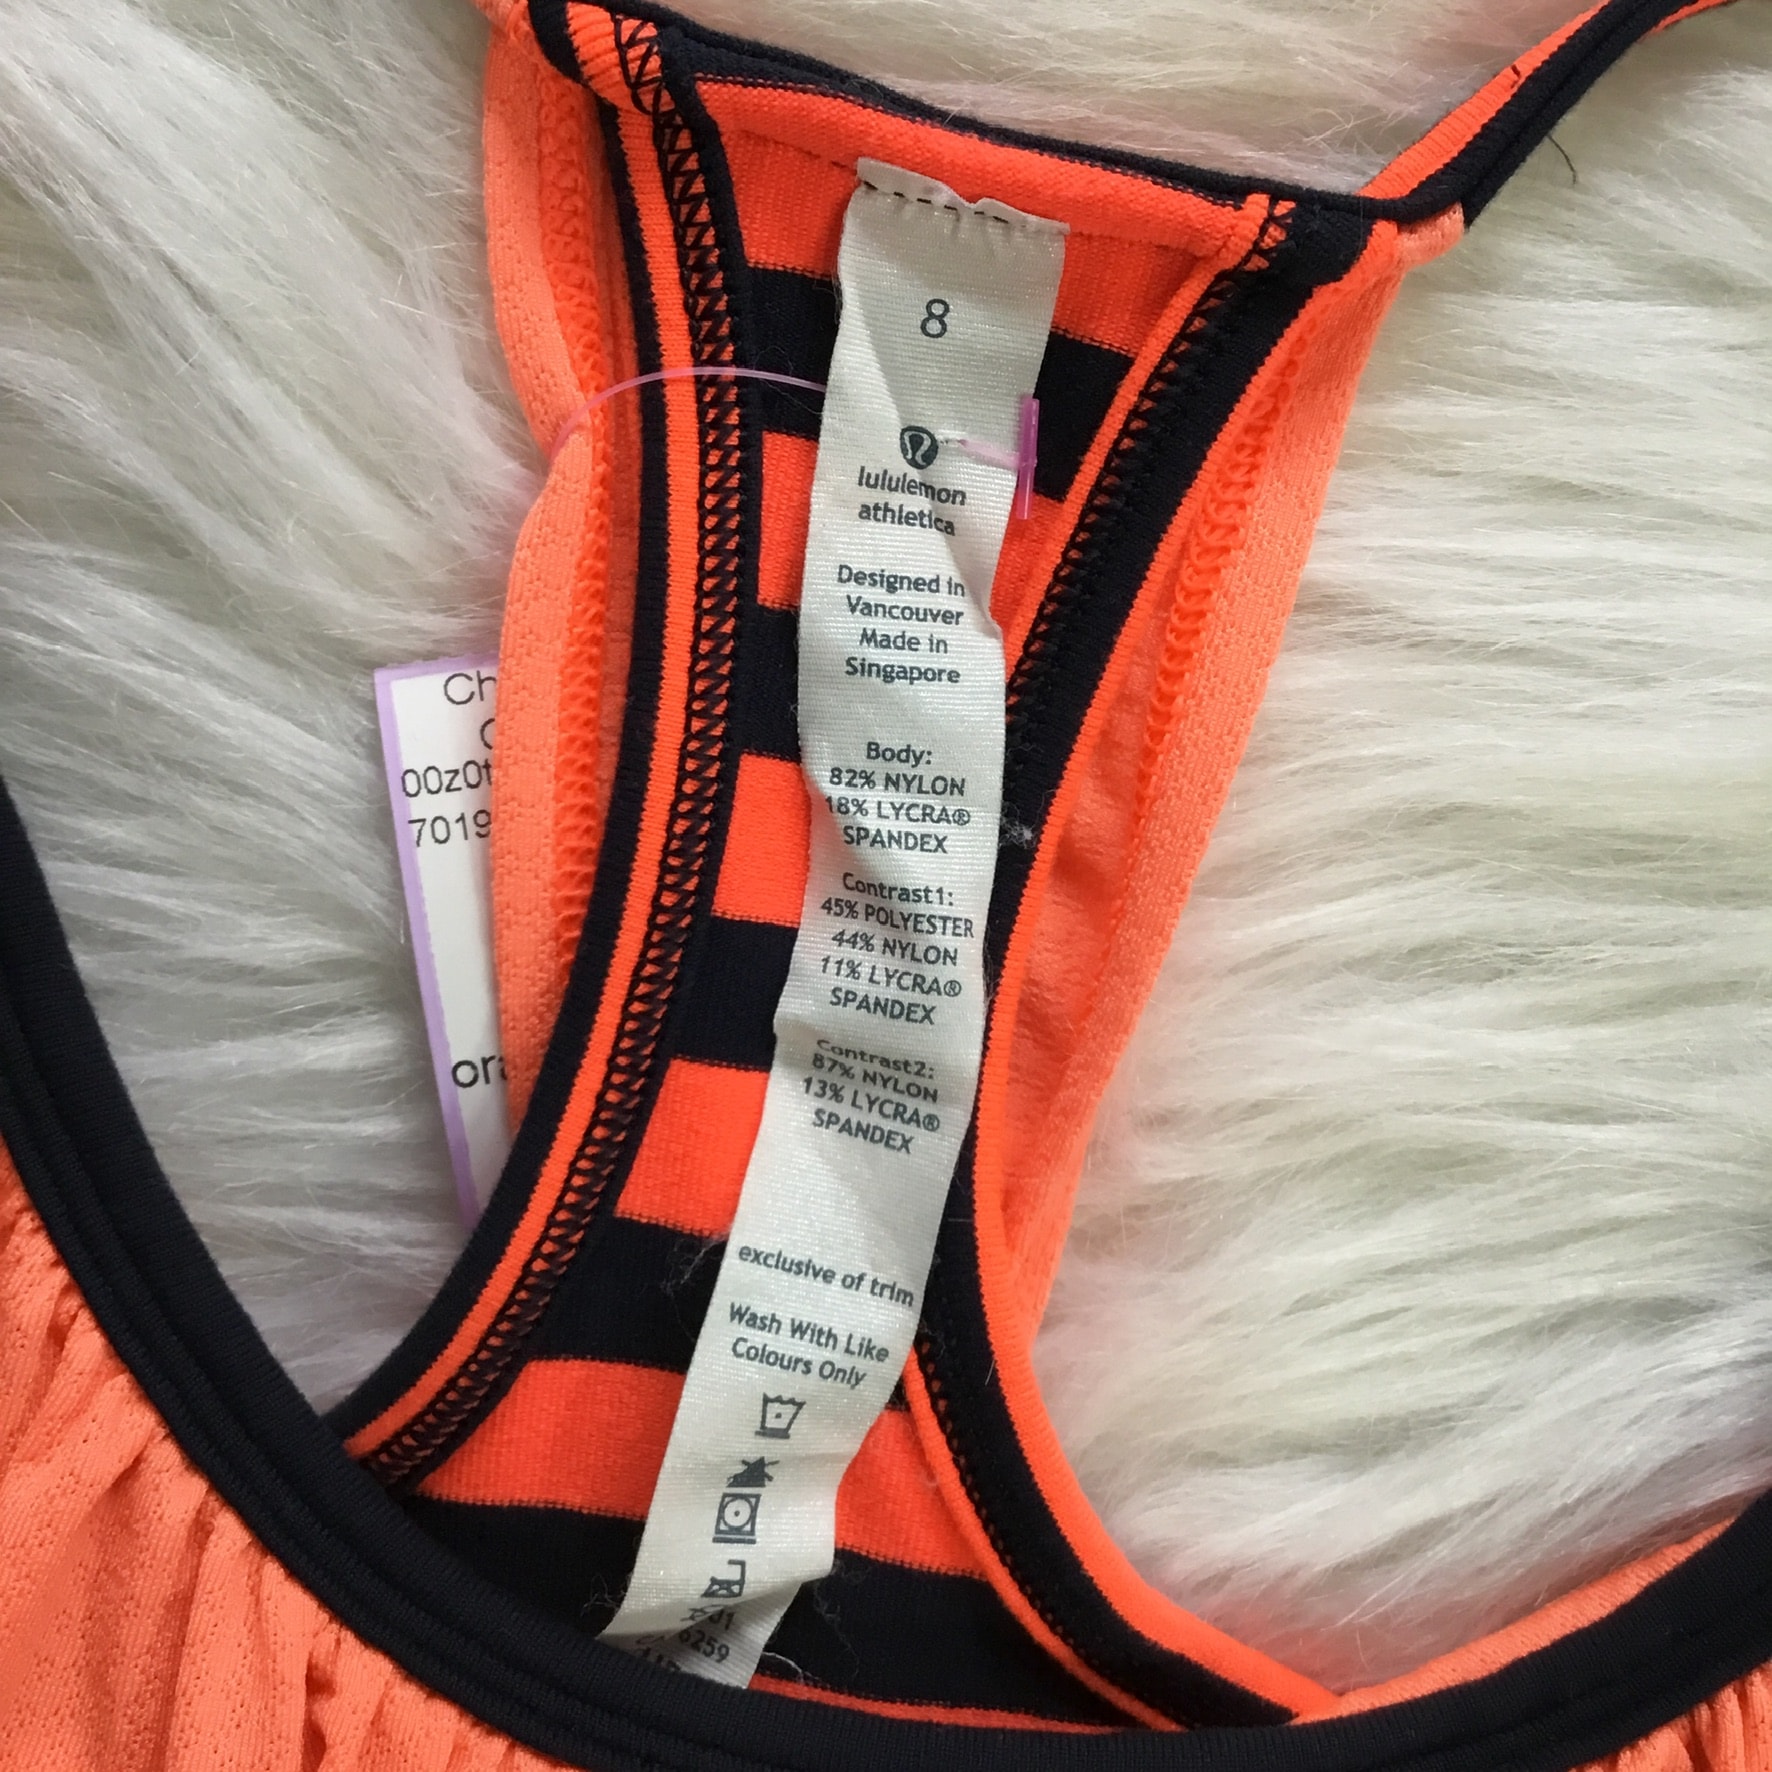 8
lululemon
athletica
Designed in
Vancouver
Made in
Singapore
Body:
82% NYLON
18% LYCRA®
SPANDEX
Contrast1:
45% POLYESTER
44% NYLON
11% LYCRA®
SPANDEX
Contrast2:
87% NYLON
13% LYCRA®
SPANDEX
exclusive of trim
Wash With Like
Colours Only
6259
Ch
00z0t
7019
ora